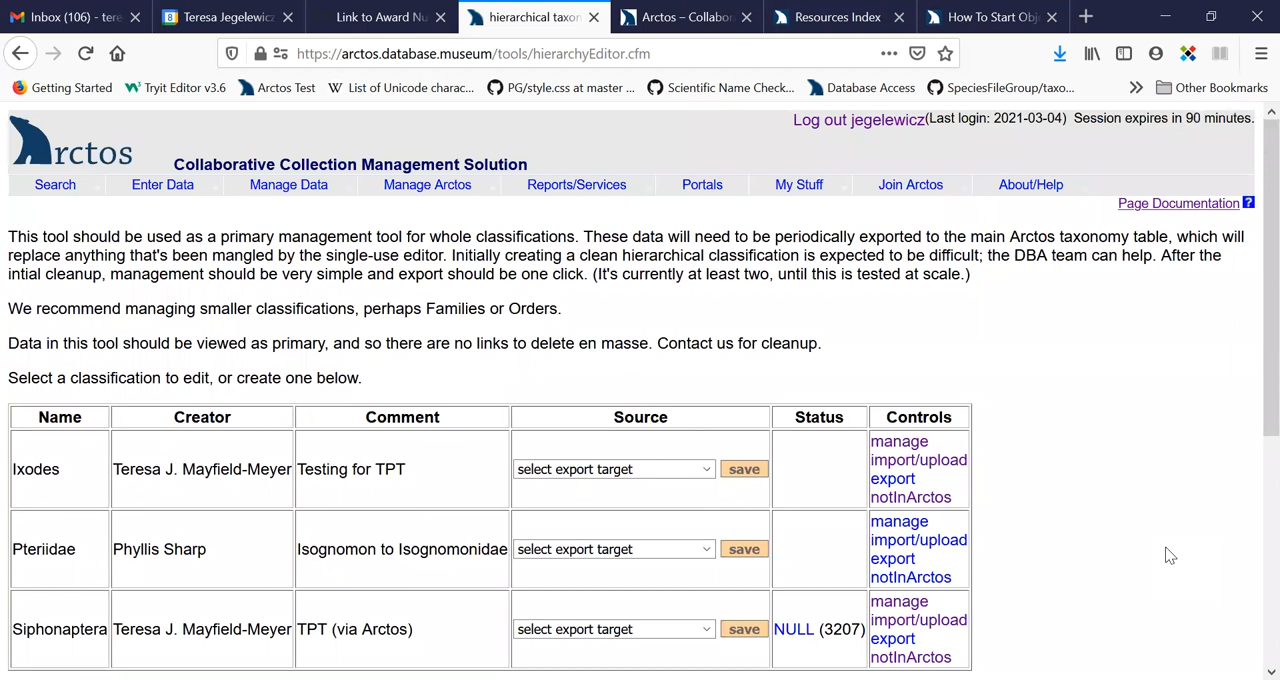 Inbox (106) - tere
Teresa Jegelewicz
Link to Award Nu
hierarchical taxon
Arctos – Collabor
Resources Index
How To Start Obj
https://arctos.database.museum/tools/hierarchyEditor.cfm
Getting Started
Tryit Editor v3.6
Arctos Test
List of Unicode charac...
PG/style.css at master ...
Scientific Name Check...
Database Access
SpeciesFileGroup/taxo...
Other Bookmarks
Log out jegelewicz(Last login: 2021-03-04) Session expires in 90 minutes.
Arctos
Collaborative Collection Management Solution
Search Enter Data Manage Data Manage Arctos Reports/Services Portals My Stuff Join Arctos About/Help
Page Documentation ?
This tool should be used as a primary management tool for whole classifications. These data will need to be periodically exported to the main Arctos taxonomy table, which will
replace anything that's been mangled by the single-use editor. Initially creating a clean hierarchical classification is expected to be difficult; the DBA team can help. After the
intial cleanup, management should be very simple and export should be one click. (It's currently at least two, until this is tested at scale.)
We recommend managing smaller classifications, perhaps Families or Orders.
Data in this tool should be viewed as primary, and so there are no links to delete en masse. Contact us for cleanup.
Select a classification to edit, or create one below.
Name Creator Comment Source Status Controls
Ixodes Teresa J. Mayfield-Meyer Testing for TPT select export target save
manage
import/upload
export
notInArctos
Pteriidae Phyllis Sharp Isognomon to Isognomonidae select export target save
manage
import/upload
export
notInArctos
Siphonaptera Teresa J. Mayfield-Meyer TPT (via Arctos) select export target save NULL (3207)
manage
import/upload
export
notInArctos